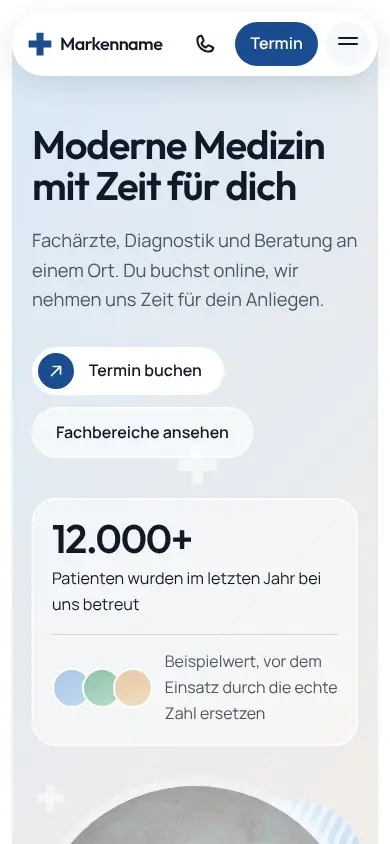 Markenname
Termin
Moderne Medizin
mit Zeit für dich
Fachärzte, Diagnostik und Beratung an
einem Ort. Du buchst online, wir
nehmen uns Zeit für dein Anliegen.
Termin buchen
Fachbereiche ansehen
12.000+
Patienten wurden im letzten Jahr bei
uns betreut
Beispielwert, vor dem
Einsatz durch die echte
Zahl ersetzen